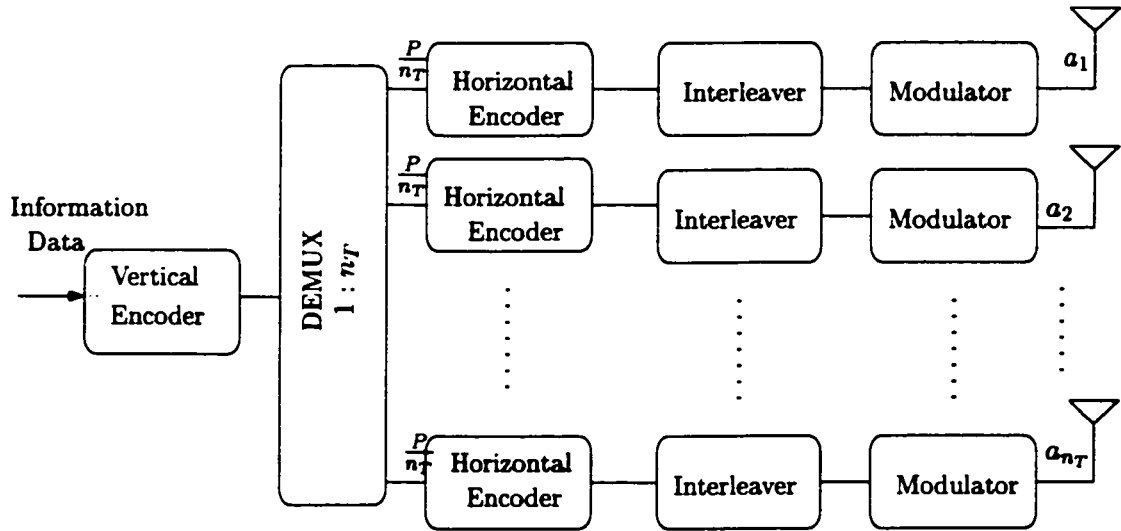 Information
Data
Vertical
Encoder
DEMUX
1 : n_T
P
n_T
Horizontal
Encoder
Interleaver
Modulator
a_1
P
n_T
Horizontal
Encoder
Interleaver
Modulator
a_2
P
n_T
Horizontal
Encoder
Interleaver
Modulator
a_{n_T}